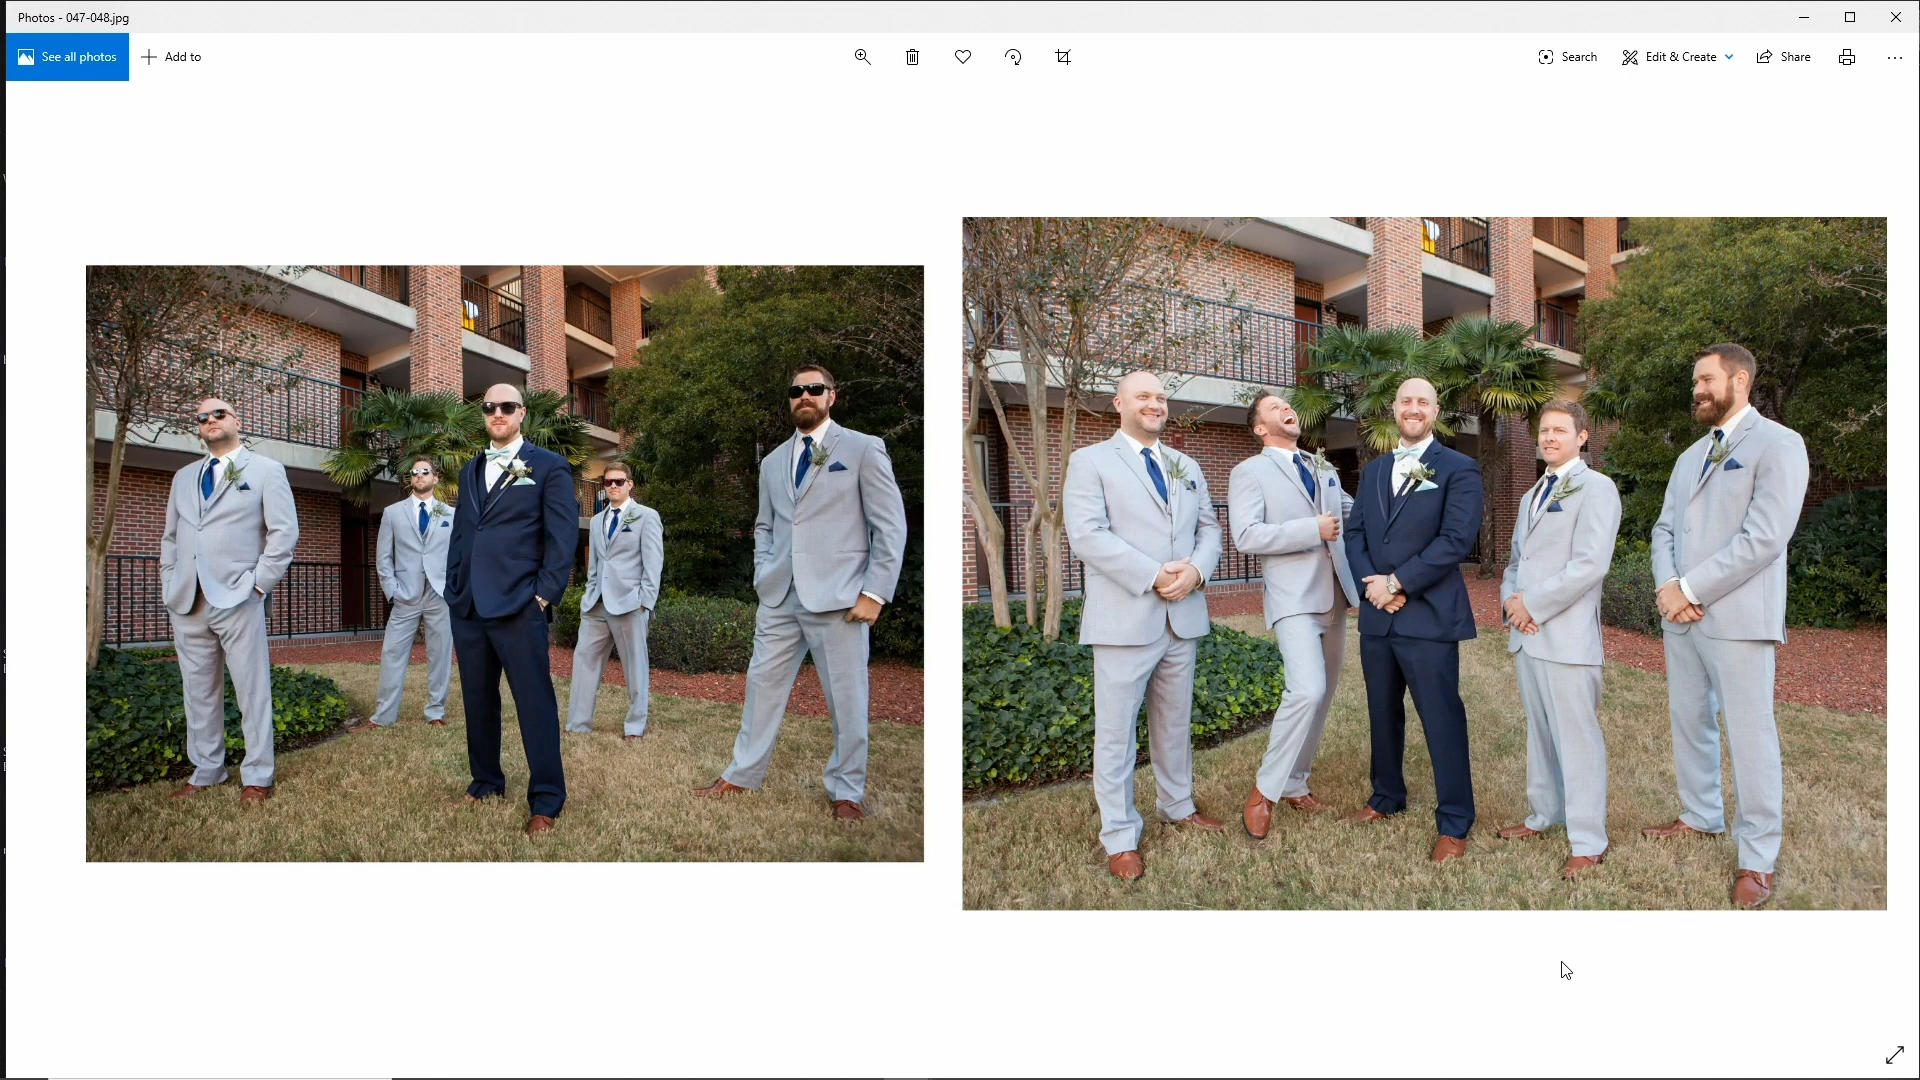 Photos - 047-048.jpg
See all photos
Add to
Search
Edit & Create
Share